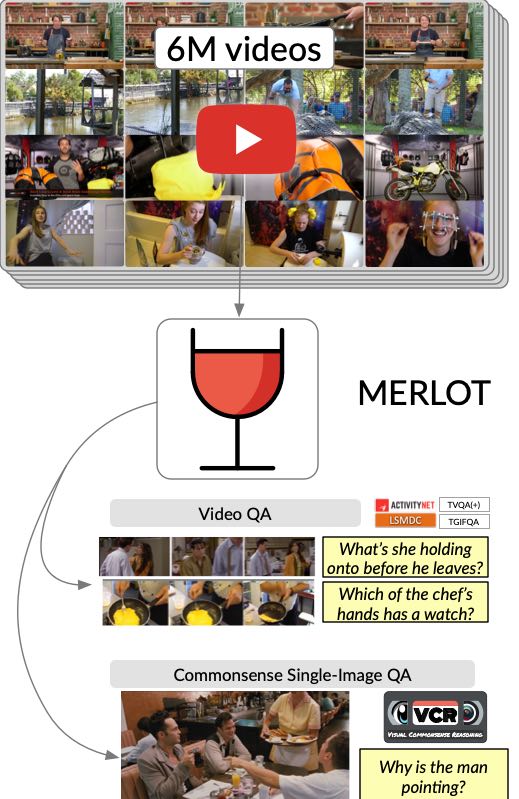 6M videos
MERLOT
Video QA
ACTIVITYNET
TVQA(+)
LSMDC
TGIFQA
What's she holding
onto before he leaves?
Which of the chef's
hands has a watch?
Commonsense Single-Image QA
VCR
VISUAL COMMONSENSE REASONING
Why is the man
pointing?